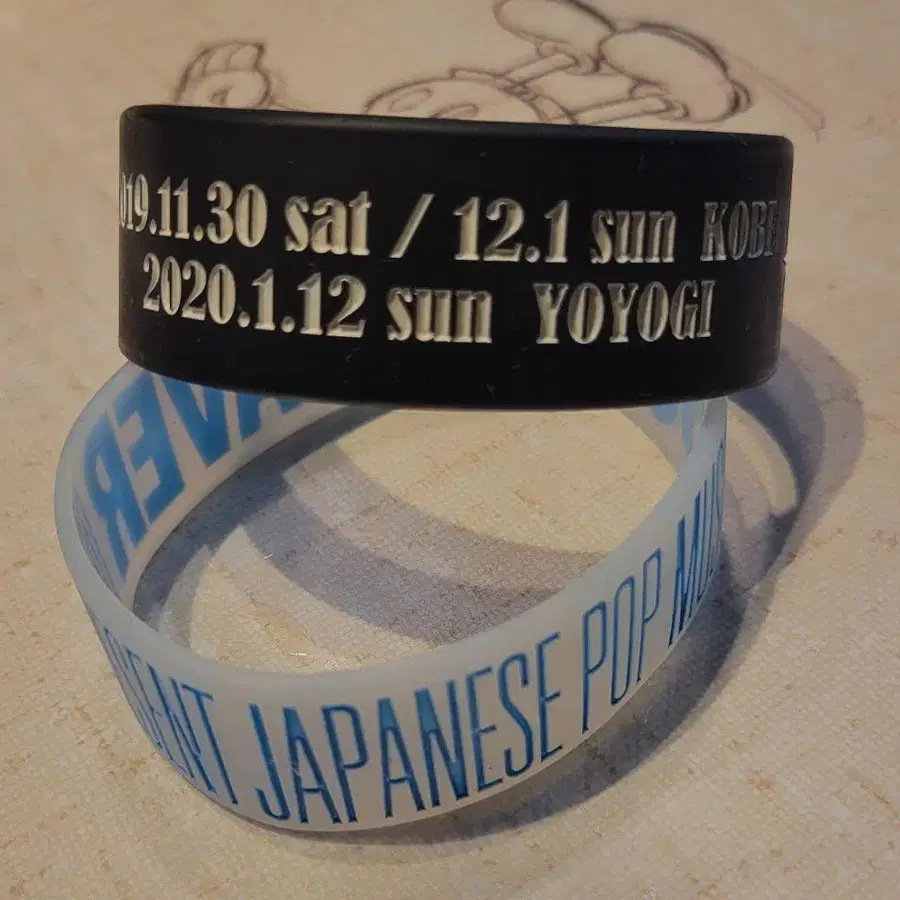 019.11.30 sat / 12.1 sun KOBE
2020.1.12 sun YOYOGI
JAPANESE POP